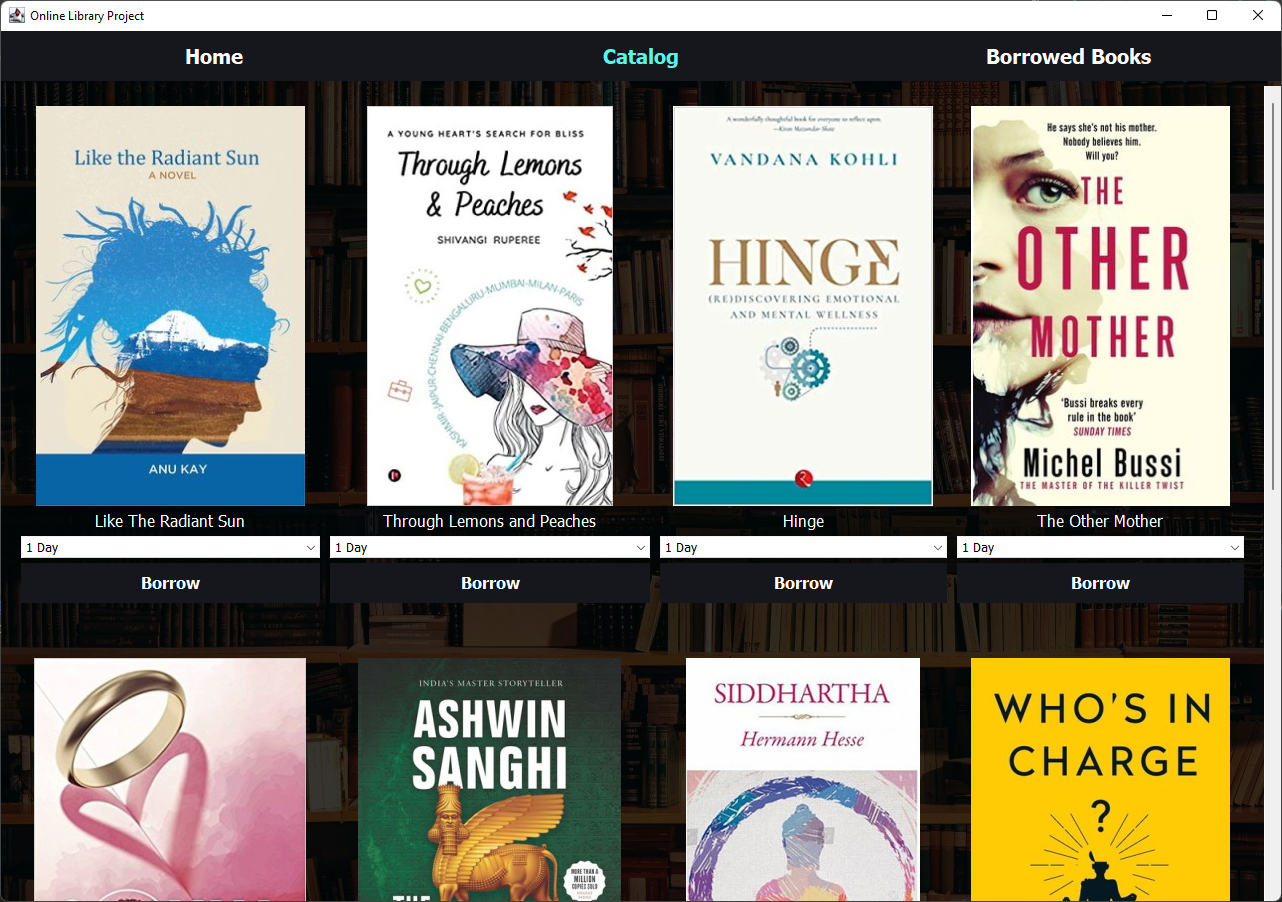 Online Library Project
Home
Catalog
Borrowed Books
Like the Radiant Sun
A NOVEL
ANU KAY
Like The Radiant Sun
1 Day
Borrow
A YOUNG HEART'S SEARCH FOR BLISS
Through Lemons
& Peaches
SHIVANGI RUPEREE
KASHMIR-JAIPUR-CHENNAI-BENGALURU-MUMBAI-MILAN-PARIS
Through Lemons and Peaches
1 Day
Borrow
A wonderfully thoughtful book for everyone to reflect upon.
—Kiran Mazumdar-Shaw
VANDANA KOHLI
HINGE
(RE)DISCOVERING EMOTIONAL
AND MENTAL WELLNESS
Hinge
1 Day
Borrow
He says she's not his mother.
Nobody believes him.
Will you?
THE
OTHER
MOTHER
'Bussi breaks every
rule in the book'
SUNDAY TIMES
Michel Bussi
THE MASTER OF THE KILLER TWIST
The Other Mother
1 Day
Borrow
INDIA'S MASTER STORYTELLER
ASHWIN
SANGHI
MORE THAN A
MILLION
COPIES SOLD
THE
SIDDHARTHA
Hermann Hesse
WHO'S IN
CHARGE
?